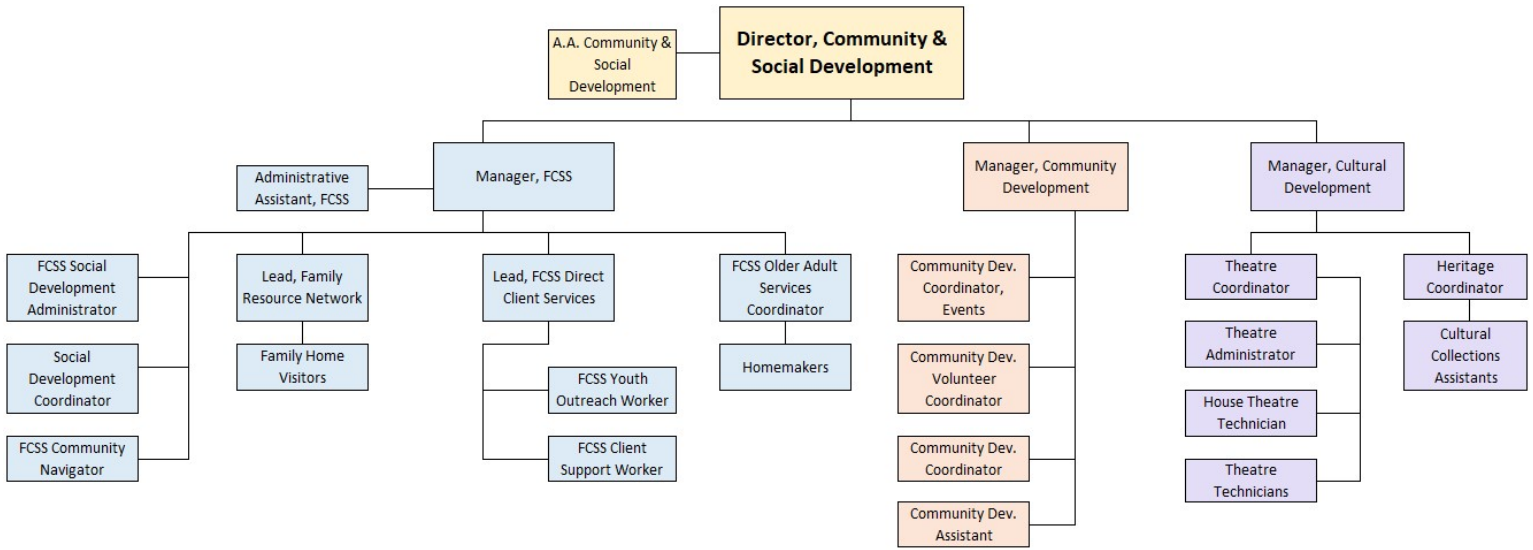 Director, Community &
Social Development
A.A. Community &
Social
Development
Manager, FCSS
Administrative
Assistant, FCSS
Manager, Community
Development
Manager, Cultural
Development
FCSS Social
Development
Administrator
Social
Development
Coordinator
FCSS Community
Navigator
Lead, Family
Resource Network
Family Home
Visitors
Lead, FCSS Direct
Client Services
FCSS Youth
Outreach Worker
FCSS Client
Support Worker
FCSS Older Adult
Services
Coordinator
Homemakers
Community Dev.
Coordinator,
Events
Community Dev.
Volunteer
Coordinator
Community Dev.
Coordinator
Community Dev.
Assistant
Theatre
Coordinator
Theatre
Administrator
House Theatre
Technician
Theatre
Technicians
Heritage
Coordinator
Cultural
Collections
Assistants